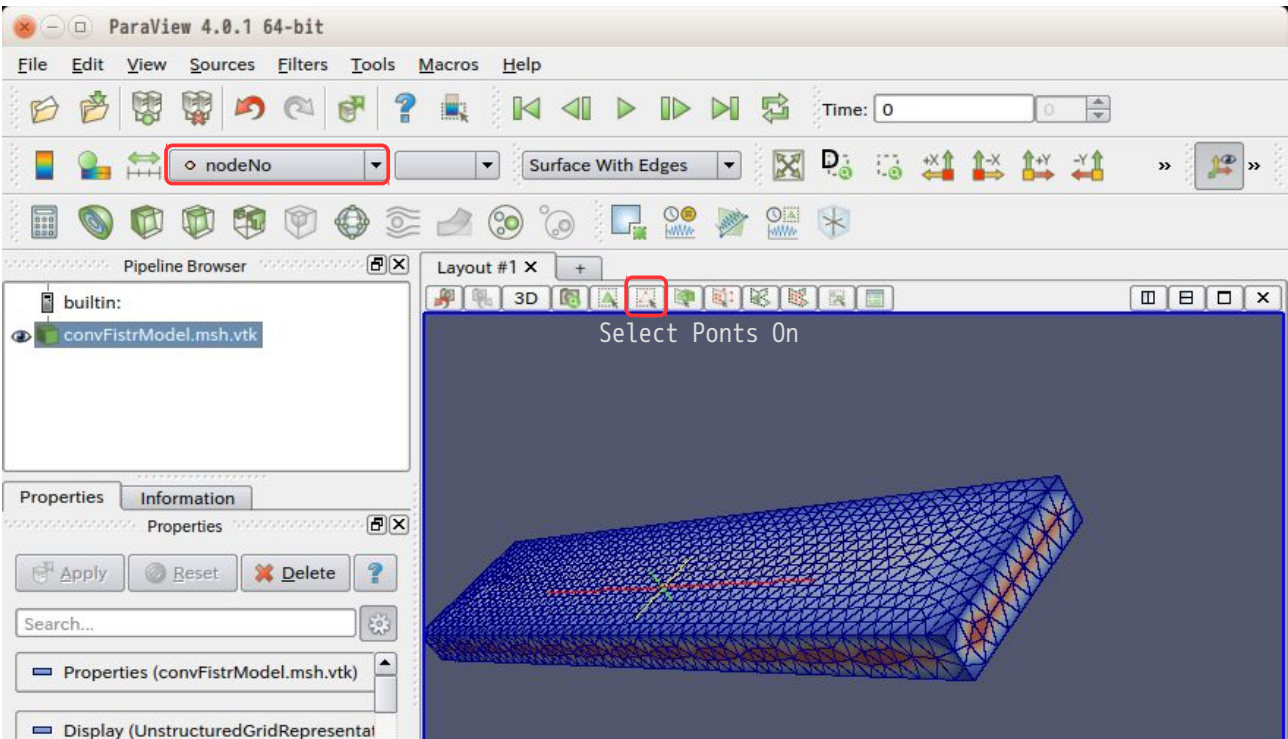 ParaView 4.0.1 64-bit
File Edit View Sources Filters Tools Macros Help
? Time: 0 0
nodeNo Surface With Edges D +X -X +Y -Y » »
Pipeline Browser Layout #1 X +
3D
builtin: Select Ponts On
convFistrModel.msh.vtk
Properties Information
Properties
Apply Reset Delete ?
Search...
Properties (convFistrModel.msh.vtk)
Display (UnstructuredGridRepresentat